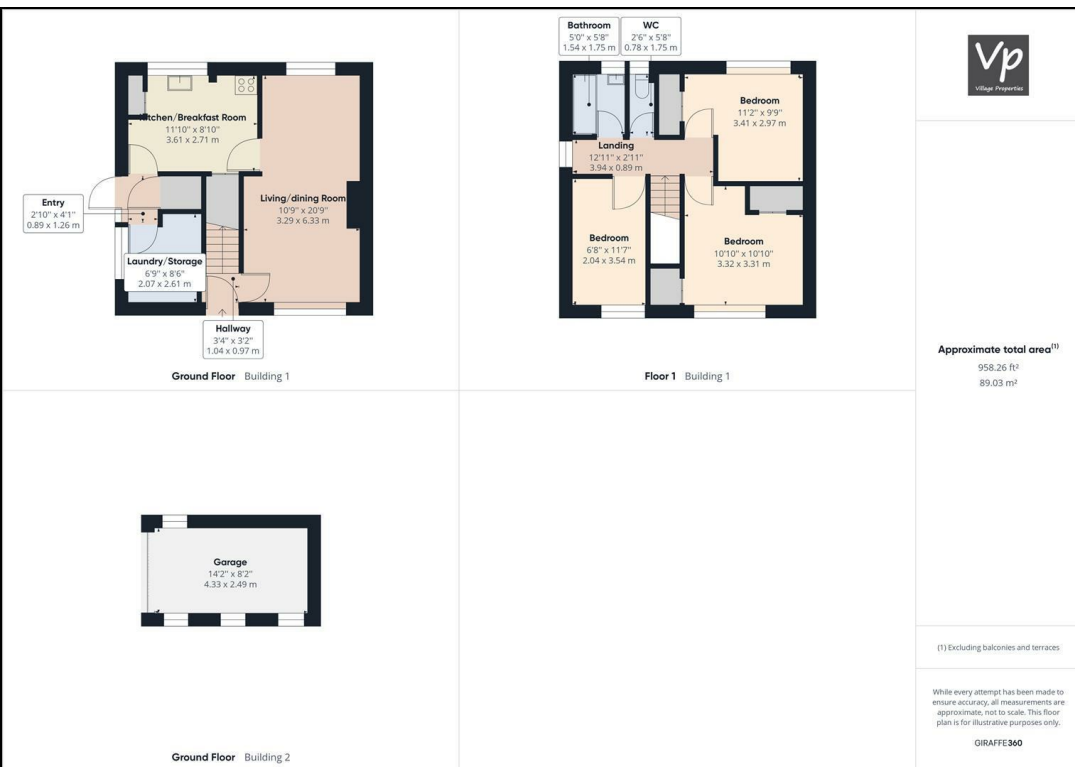 Kitchen/Breakfast Room
11'10" x 8'10"
3.61 x 2.71 m
Entry
2'10" x 4'1"
0.89 x 1.26 m
Living/dining Room
10'9" x 20'9"
3.29 x 6.33 m
Laundry/Storage
6'9" x 8'6"
2.07 x 2.61 m
Hallway
3'4" x 3'2"
1.04 x 0.97 m
Ground Floor Building 1
Bathroom
5'0" x 5'8"
1.54 x 1.75 m
WC
2'6" x 5'8"
0.78 x 1.75 m
Bedroom
11'2" x 9'9"
3.41 x 2.97 m
Landing
12'11" x 2'11"
3.94 x 0.89 m
Bedroom
6'8" x 11'7"
2.04 x 3.54 m
Bedroom
10'10" x 10'10"
3.32 x 3.31 m
Floor 1 Building 1
Garage
14'2" x 8'2"
4.33 x 2.49 m
Ground Floor Building 2
Vp
Village Properties
Approximate total area(1)
958.26 ft²
89.03 m²
(1) Excluding balconies and terraces
While every attempt has been made to
ensure accuracy, all measurements are
approximate, not to scale. This floor
plan is for illustrative purposes only.
GIRAFFE360